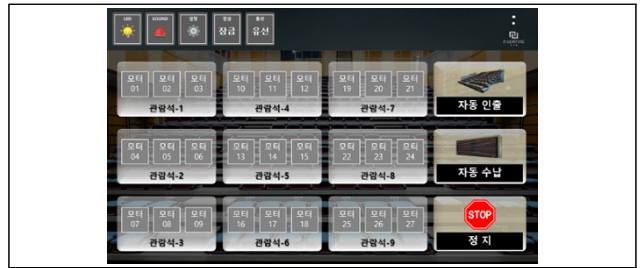 LED SOUND 설정 잠금 통신
잠금 유선
모터 01 모터 02 모터 03
관람석-1
모터 10 모터 11 모터 12
관람석-4
모터 19 모터 20 모터 21
관람석-7
자동 인출
모터 04 모터 05 모터 06
관람석-2
모터 13 모터 14 모터 15
관람석-5
모터 22 모터 23 모터 24
관람석-8
자동 수납
모터 07 모터 08 모터 09
관람석-3
모터 16 모터 17 모터 18
관람석-6
모터 25 모터 26 모터 27
관람석-9
STOP
정 지